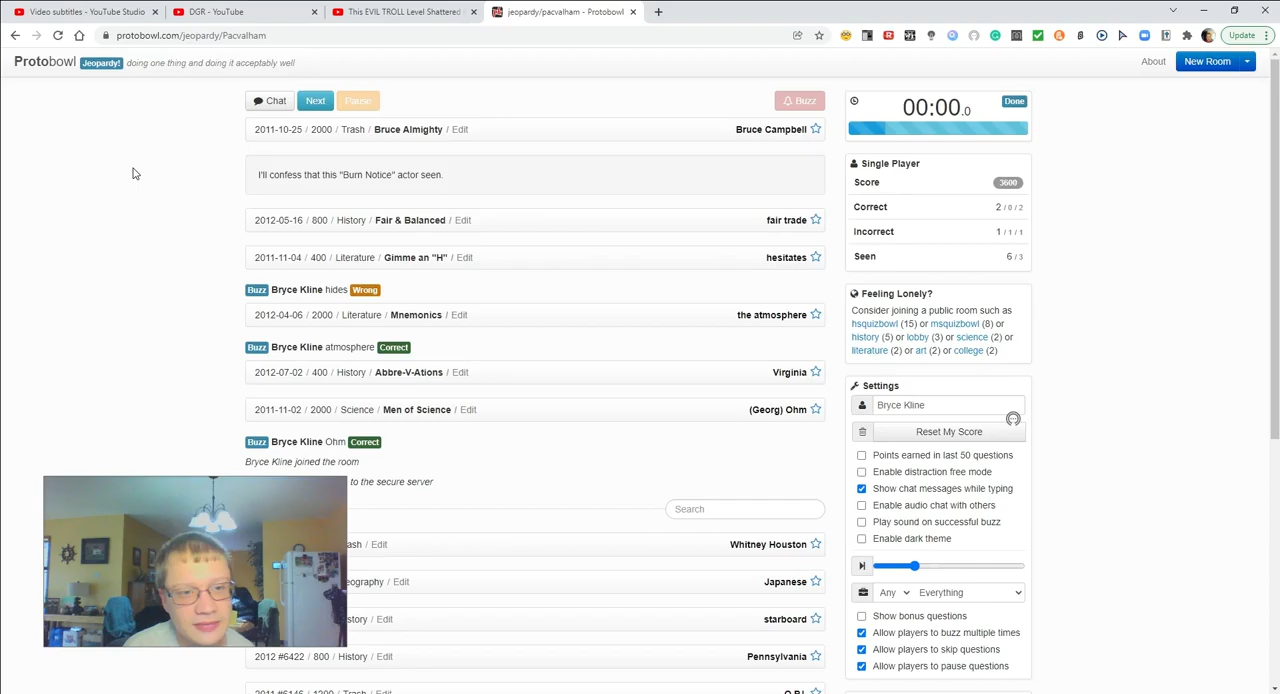 Video subtitles - YouTube Studio
DGR - YouTube
This EVIL TROLL Level Shattered
jeopardy/pacvalham - Protobowl
protobowl.com/jeopardy/Pacvalham
Update
Protobowl Jeopardy! doing one thing and doing it acceptably well
About
New Room
Chat Next Pause Buzz
2011-10-25 / 2000 / Trash / Bruce Almighty / Edit Bruce Campbell
I'll confess that this "Burn Notice" actor seen.
2012-05-16 / 800 / History / Fair & Balanced / Edit fair trade
2011-11-04 / 400 / Literature / Gimme an "H" / Edit hesitates
Buzz Bryce Kline hides Wrong
2012-04-06 / 2000 / Literature / Mnemonics / Edit the atmosphere
Buzz Bryce Kline atmosphere Correct
2012-07-02 / 400 / History / Abbre-V-Ations / Edit Virginia
2011-11-02 / 2000 / Science / Men of Science / Edit (Georg) Ohm
Buzz Bryce Kline Ohm Correct
Bryce Kline joined the room
to the secure server
Search
ash / Edit Whitney Houston
eography / Edit Japanese
story / Edit starboard
2012 #6422 / 800 / History / Edit Pennsylvania
2011 #6146 / 1200 / Trash / Edit
00:00.0 Done
Single Player
Score 3600
Correct 2 / 0 / 2
Incorrect 1 / 1 / 1
Seen 6 / 3
Feeling Lonely?
Consider joining a public room such as
hsquizbowl (15) or msquizbowl (8) or
history (5) or lobby (3) or science (2) or
literature (2) or art (2) or college (2)
Settings
Bryce Kline
Reset My Score
Points earned in last 50 questions
Enable distraction free mode
Show chat messages while typing
Enable audio chat with others
Play sound on successful buzz
Enable dark theme
Any Everything
Show bonus questions
Allow players to buzz multiple times
Allow players to skip questions
Allow players to pause questions